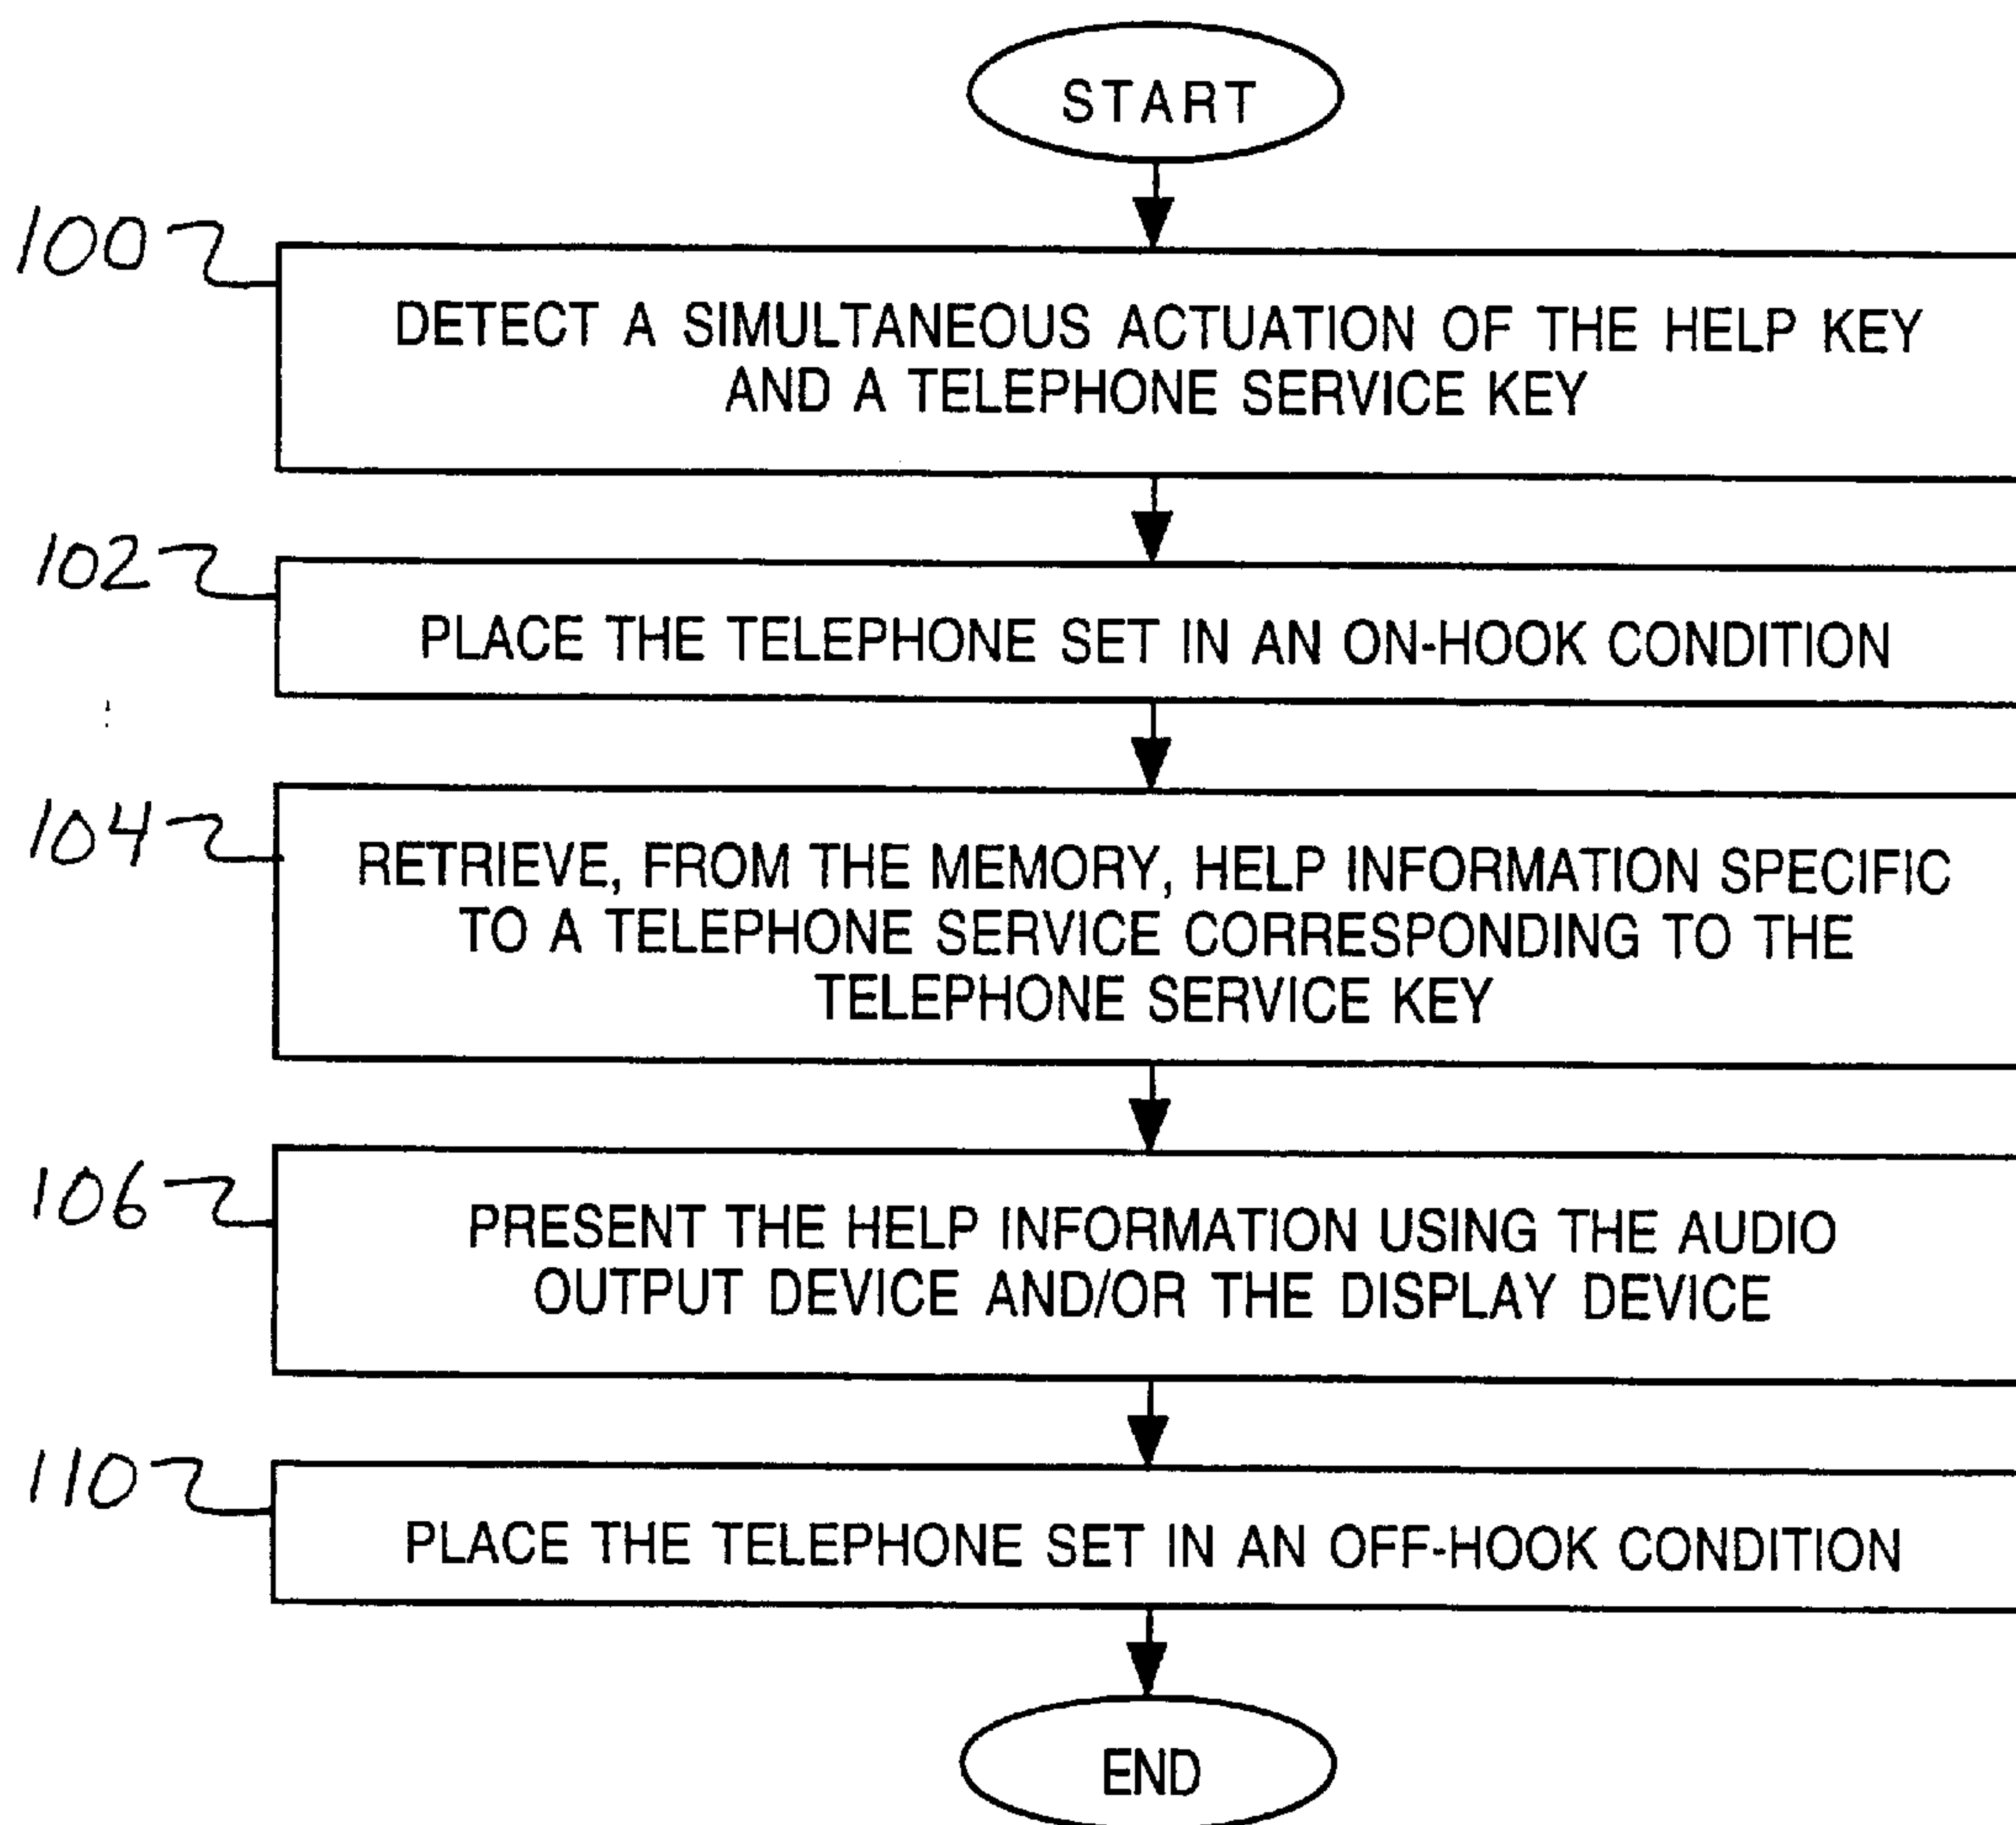 START
100
DETECT A SIMULTANEOUS ACTUATION OF THE HELP KEY
AND A TELEPHONE SERVICE KEY
102
PLACE THE TELEPHONE SET IN AN ON-HOOK CONDITION
104
RETRIEVE, FROM THE MEMORY, HELP INFORMATION SPECIFIC
TO A TELEPHONE SERVICE CORRESPONDING TO THE
TELEPHONE SERVICE KEY
106
PRESENT THE HELP INFORMATION USING THE AUDIO
OUTPUT DEVICE AND/OR THE DISPLAY DEVICE
110
PLACE THE TELEPHONE SET IN AN OFF-HOOK CONDITION
END